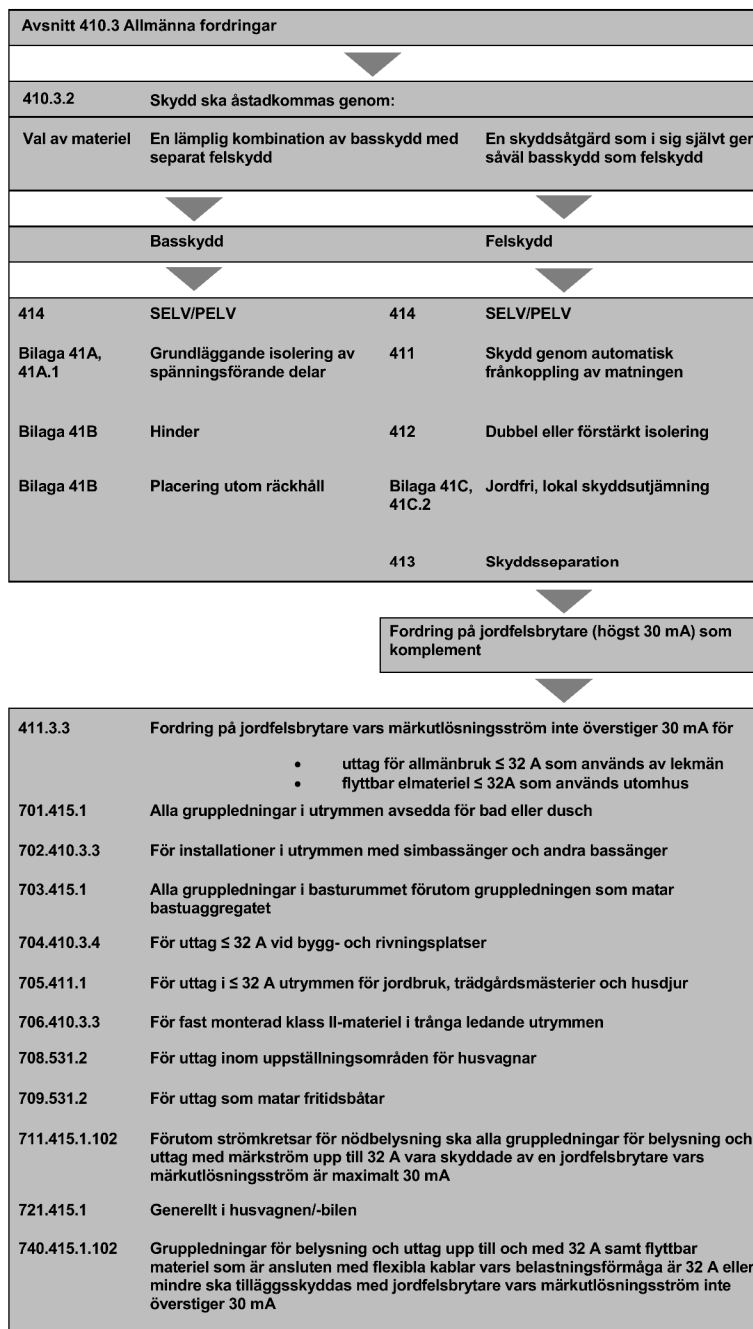 Avsnitt 410.3 Allmänna fordringar
410.3.2 Skydd ska åstadkommas genom:
Val av materiel En lämplig kombination av basskydd med En skyddsåtgärd som i sig självt ger
separat felskydd såväl basskydd som felskydd
Basskydd Felskydd
414 SELV/PELV 414 SELV/PELV
Bilaga 41A, Grundläggande isolering av 411 Skydd genom automatisk
41A.1 spänningsförande delar frånkoppling av matningen
Bilaga 41B Hinder 412 Dubbel eller förstärkt isolering
Bilaga 41B Placering utom räckhåll Bilaga 41C, Jordfri, lokal skyddsutjämning
41C.2
413 Skyddsseparation
Fordring på jordfelsbrytare (högst 30 mA) som
komplement
411.3.3 Fordring på jordfelsbrytare vars märkutlösningsström inte överstiger 30 mA för
• uttag för allmänbruk ≤ 32 A som används av lekmän
• flyttbar elmateriel ≤ 32A som används utomhus
701.415.1 Alla gruppledningar i utrymmen avsedda för bad eller dusch
702.410.3.3 För installationer i utrymmen med simbassänger och andra bassänger
703.415.1 Alla gruppledningar i basturummet förutom gruppledningen som matar
bastuaggregatet
704.410.3.4 För uttag ≤ 32 A vid bygg- och rivningsplatser
705.411.1 För uttag i ≤ 32 A utrymmen för jordbruk, trädgårdsmästerier och husdjur
706.410.3.3 För fast monterad klass II-materiel i trånga ledande utrymmen
708.531.2 För uttag inom uppställningsområden för husvagnar
709.531.2 För uttag som matar fritidsbåtar
711.415.1.102 Förutom strömkretsar för nödbelysning ska alla gruppledningar för belysning och
uttag med märkström upp till 32 A vara skyddade av en jordfelsbrytare vars
märkutlösningsström är maximalt 30 mA
721.415.1 Generellt i husvagnen/-bilen
740.415.1.102 Gruppledningar för belysning och uttag upp till och med 32 A samt flyttbar
materiel som är ansluten med flexibla kablar vars belastningsförmåga är 32 A eller
mindre ska tilläggsskyddas med jordfelsbrytare vars märkutlösningsström inte
överstiger 30 mA